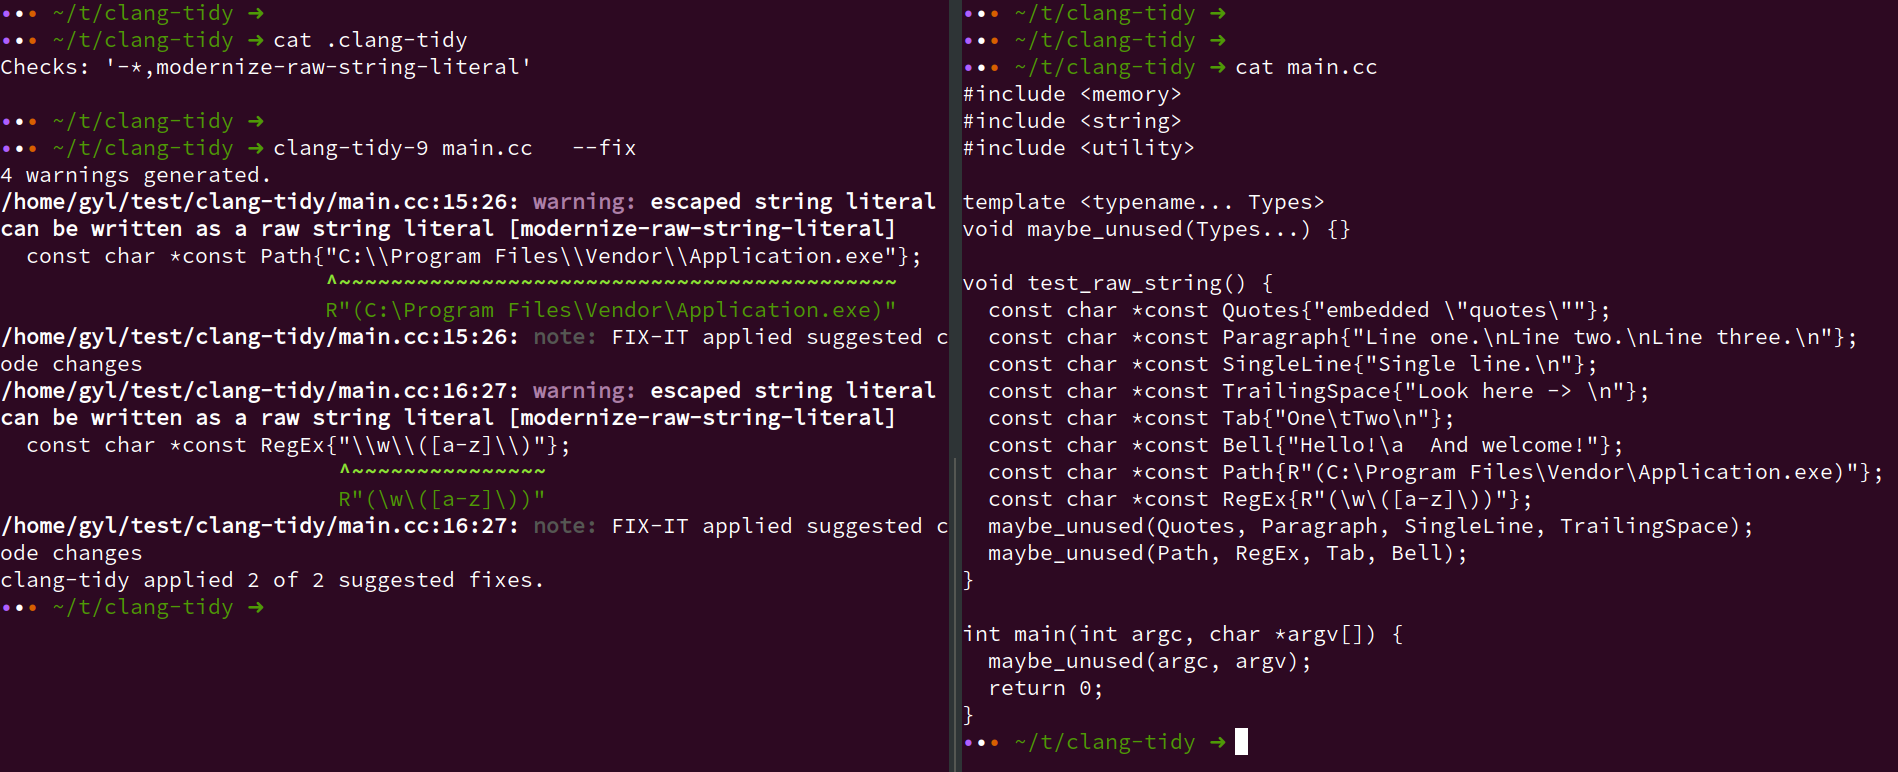 ••• ~/t/clang-tidy ➜
••• ~/t/clang-tidy ➜ cat .clang-tidy
Checks: '-*,modernize-raw-string-literal'
••• ~/t/clang-tidy ➜
••• ~/t/clang-tidy ➜ clang-tidy-9 main.cc   --fix
4 warnings generated.
/home/gyl/test/clang-tidy/main.cc:15:26: warning: escaped string literal
can be written as a raw string literal [modernize-raw-string-literal]
  const char *const Path{"C:\\Program Files\\Vendor\\Application.exe"};
                         ^~~~~~~~~~~~~~~~~~~~~~~~~~~~~~~~~~~~~~~~~~~
                         R"(C:\Program Files\Vendor\Application.exe)"
/home/gyl/test/clang-tidy/main.cc:15:26: note: FIX-IT applied suggested c
ode changes
/home/gyl/test/clang-tidy/main.cc:16:27: warning: escaped string literal
can be written as a raw string literal [modernize-raw-string-literal]
  const char *const RegEx{"\\w\\([a-z]\\)"};
                          ^~~~~~~~~~~~~~~~
                          R"(\w\([a-z]\))"
/home/gyl/test/clang-tidy/main.cc:16:27: note: FIX-IT applied suggested c
ode changes
clang-tidy applied 2 of 2 suggested fixes.
••• ~/t/clang-tidy ➜
••• ~/t/clang-tidy ➜
••• ~/t/clang-tidy ➜
••• ~/t/clang-tidy ➜ cat main.cc
#include <memory>
#include <string>
#include <utility>
template <typename... Types>
void maybe_unused(Types...) {}
void test_raw_string() {
  const char *const Quotes{"embedded \"quotes\""};
  const char *const Paragraph{"Line one.\nLine two.\nLine three.\n"};
  const char *const SingleLine{"Single line.\n"};
  const char *const TrailingSpace{"Look here -> \n"};
  const char *const Tab{"One\tTwo\n"};
  const char *const Bell{"Hello!\a  And welcome!"};
  const char *const Path{R"(C:\Program Files\Vendor\Application.exe)"};
  const char *const RegEx{R"(\w\([a-z]\))"};
  maybe_unused(Quotes, Paragraph, SingleLine, TrailingSpace);
  maybe_unused(Path, RegEx, Tab, Bell);
}
int main(int argc, char *argv[]) {
  maybe_unused(argc, argv);
  return 0;
}
••• ~/t/clang-tidy ➜